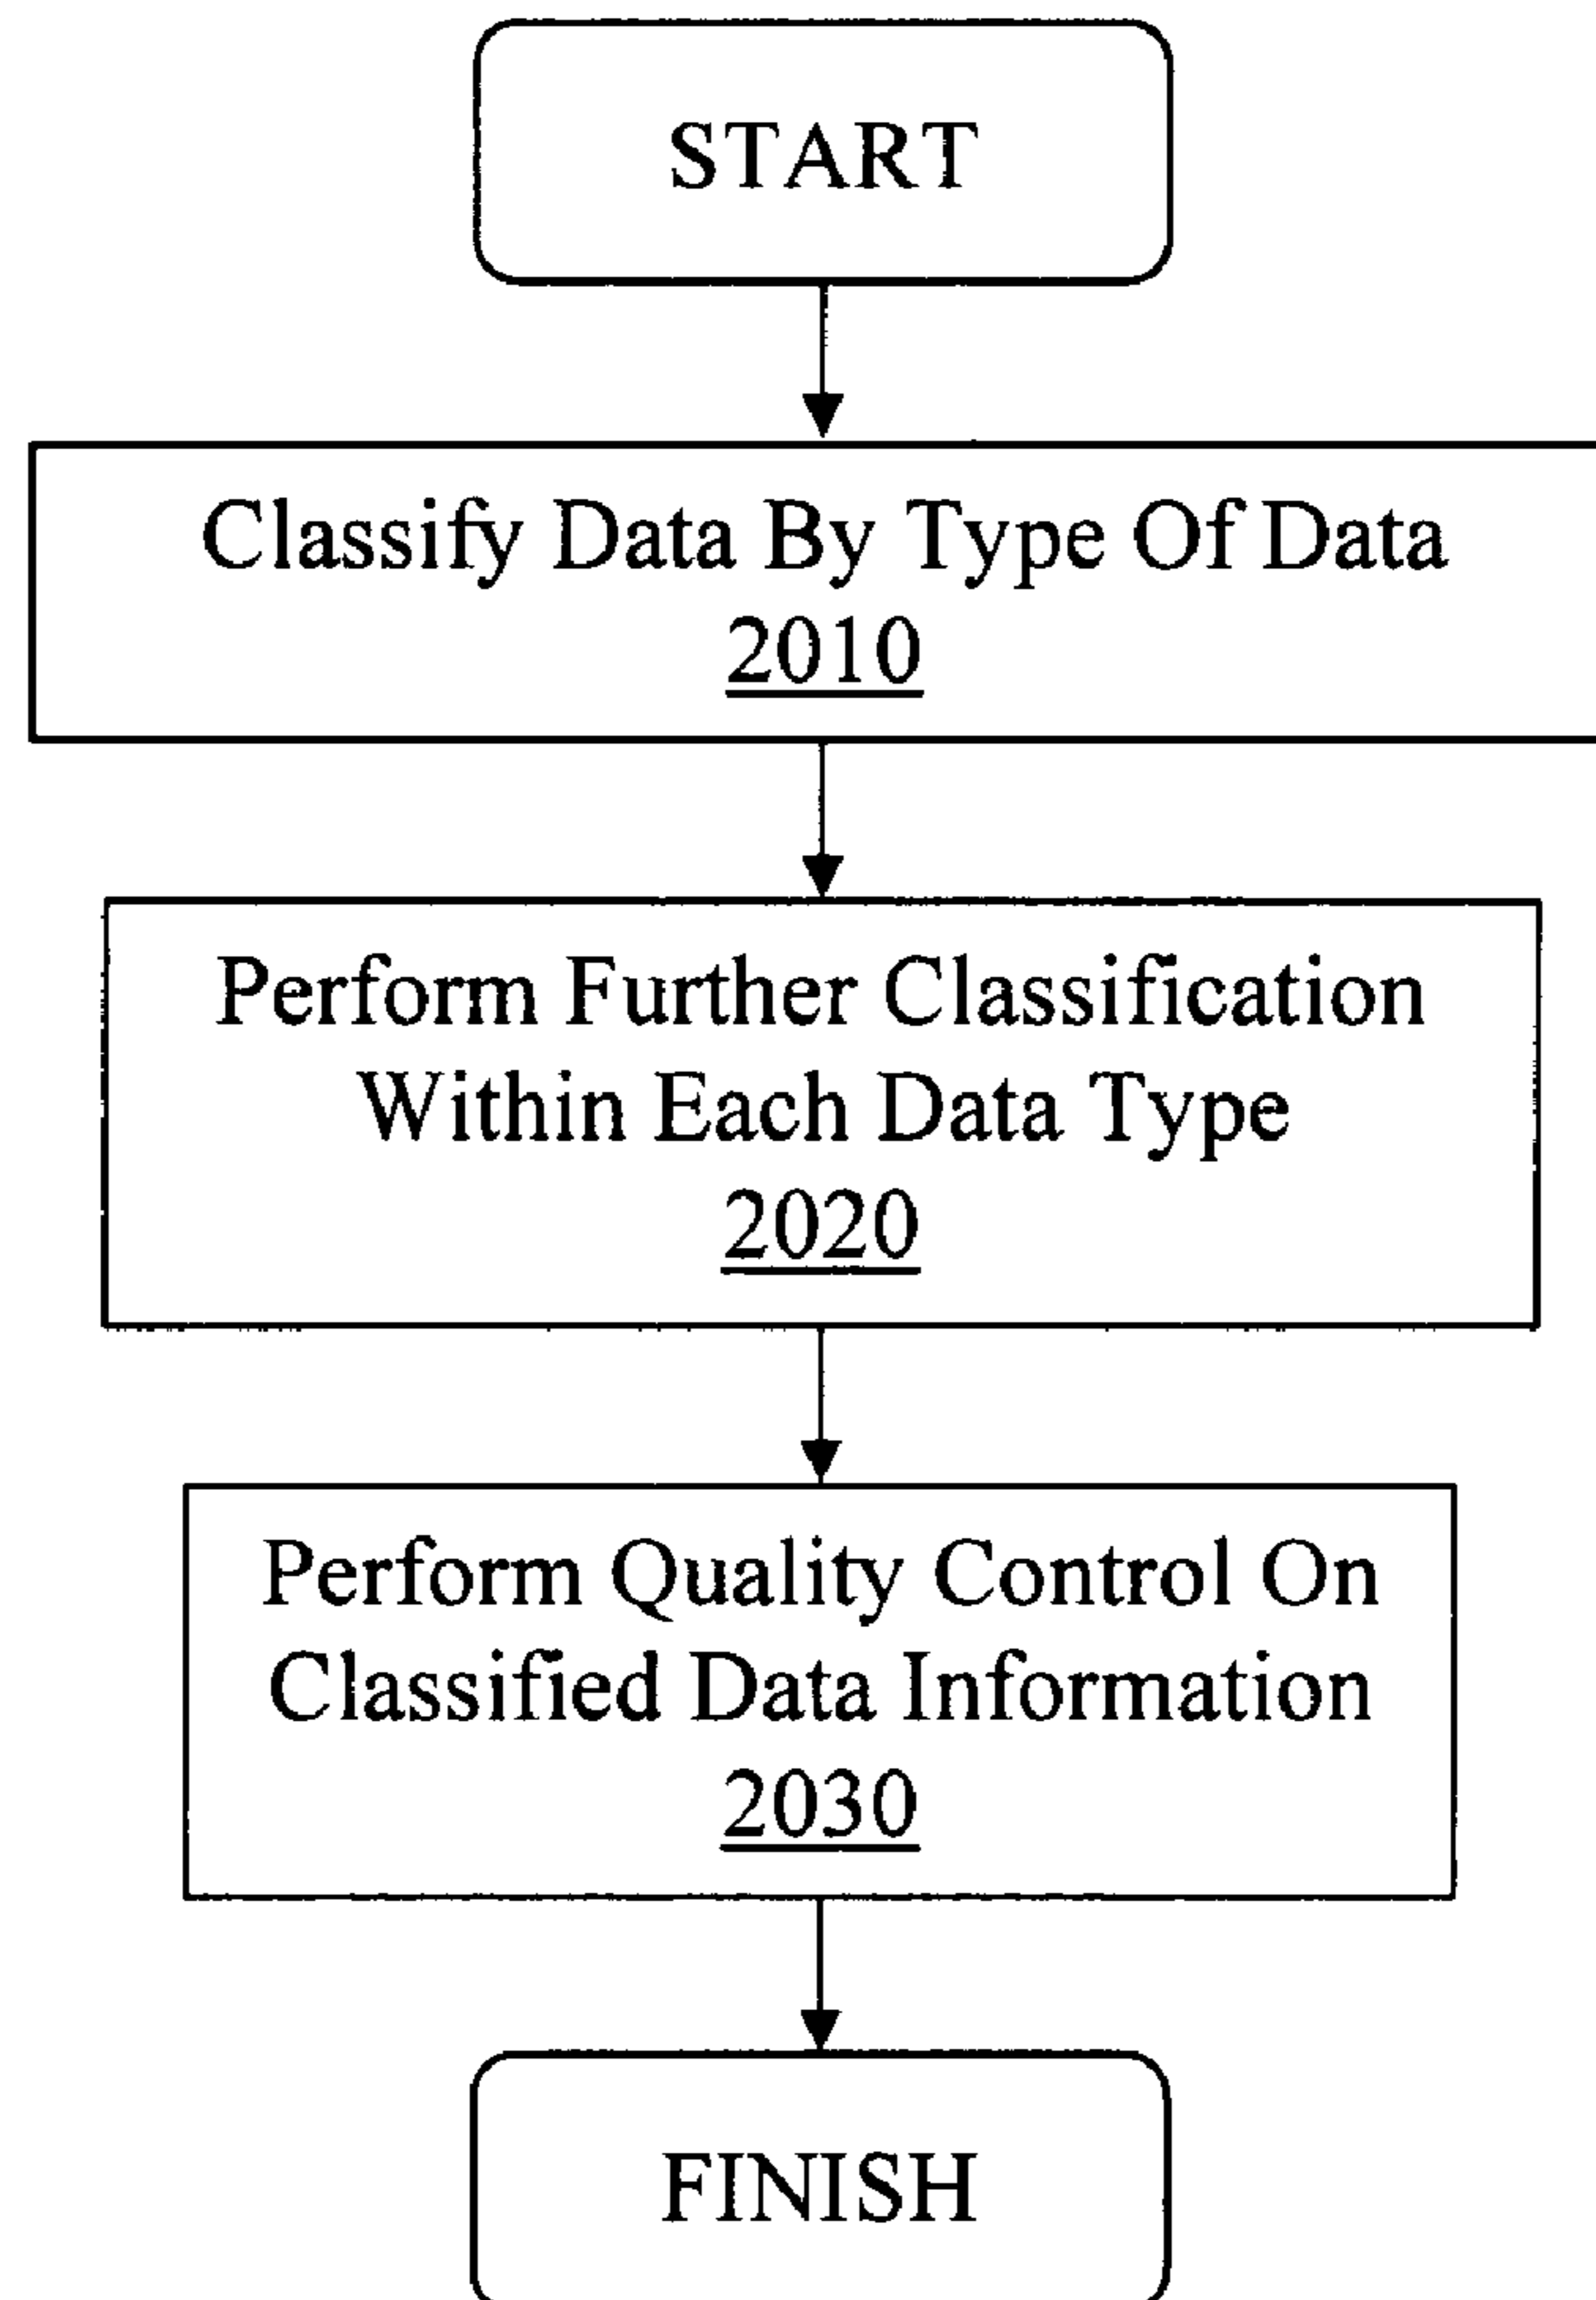 START
Classify Data By Type Of Data
2010
Perform Further Classification
Within Each Data Type
2020
Perform Quality Control On
Classified Data Information
2030
FINISH